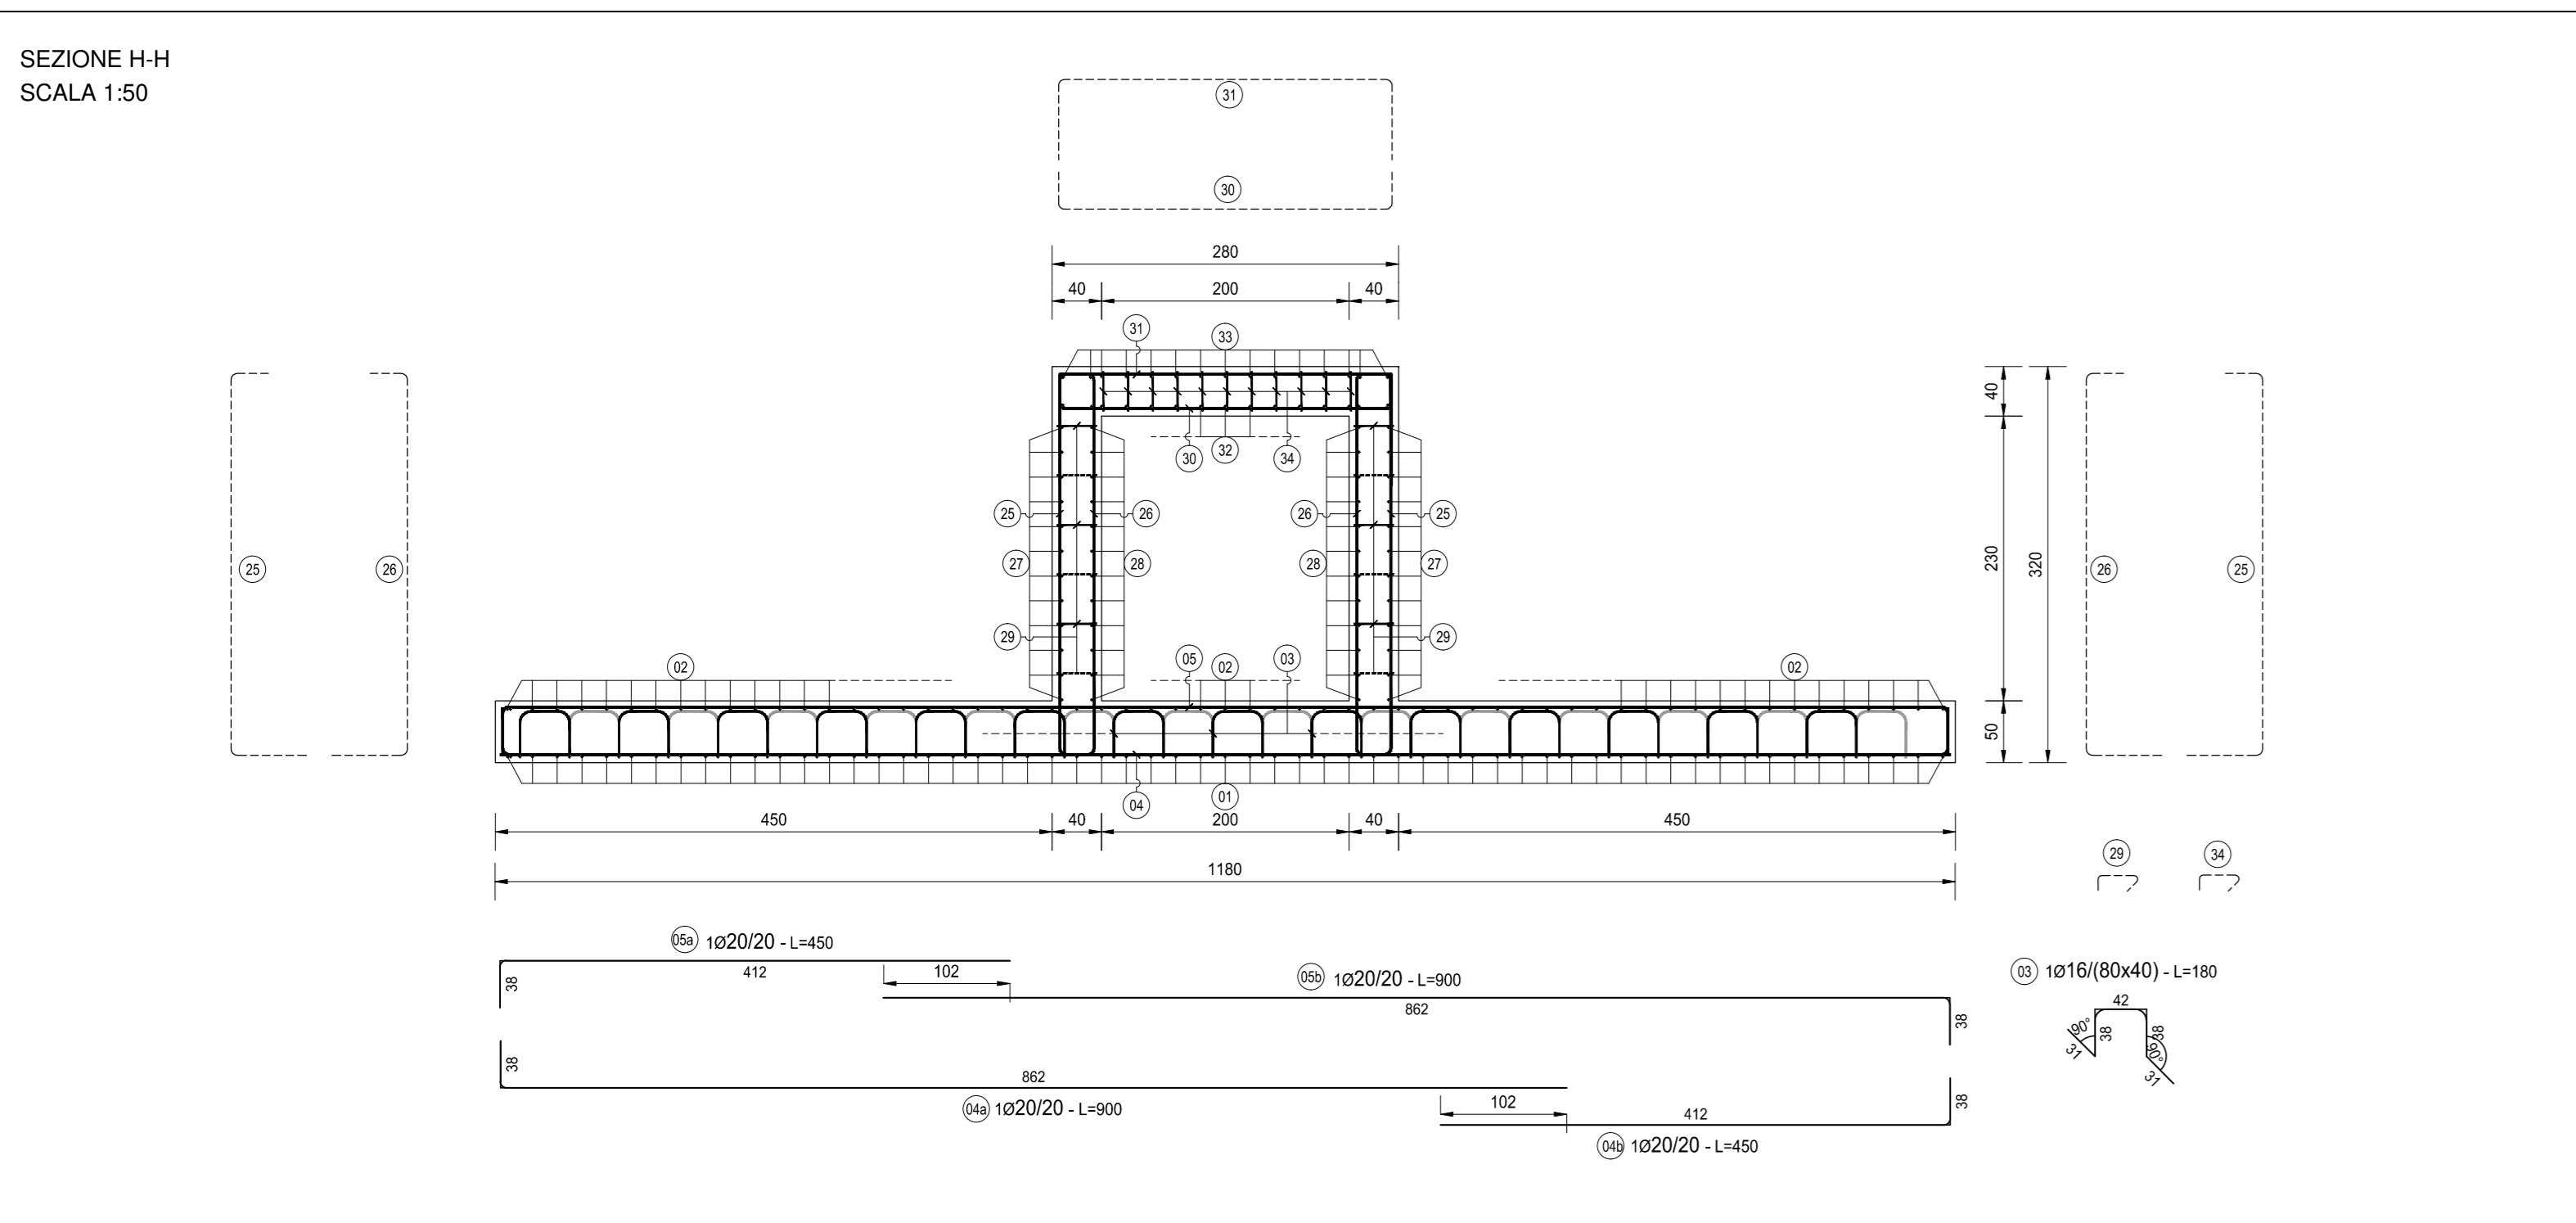 SEZIONE H-H
SCALA 1:50
31
30
280
40 200 40
31 33
30 32 34
25 26 26 25
27 28 28 27
29 29
25 26
26 25
40
230
320
50
02 05 02 03 02
04 01
450 40 200 40 450
1180
29 34
05a 1Ø20/20 - L=450
38 412 102
05b 1Ø20/20 - L=900
862 38
38 862
04a 1Ø20/20 - L=900
102 412 38
04b 1Ø20/20 - L=450
03 1Ø16/(80x40) - L=180
42
90° 38 38 90°
31 31